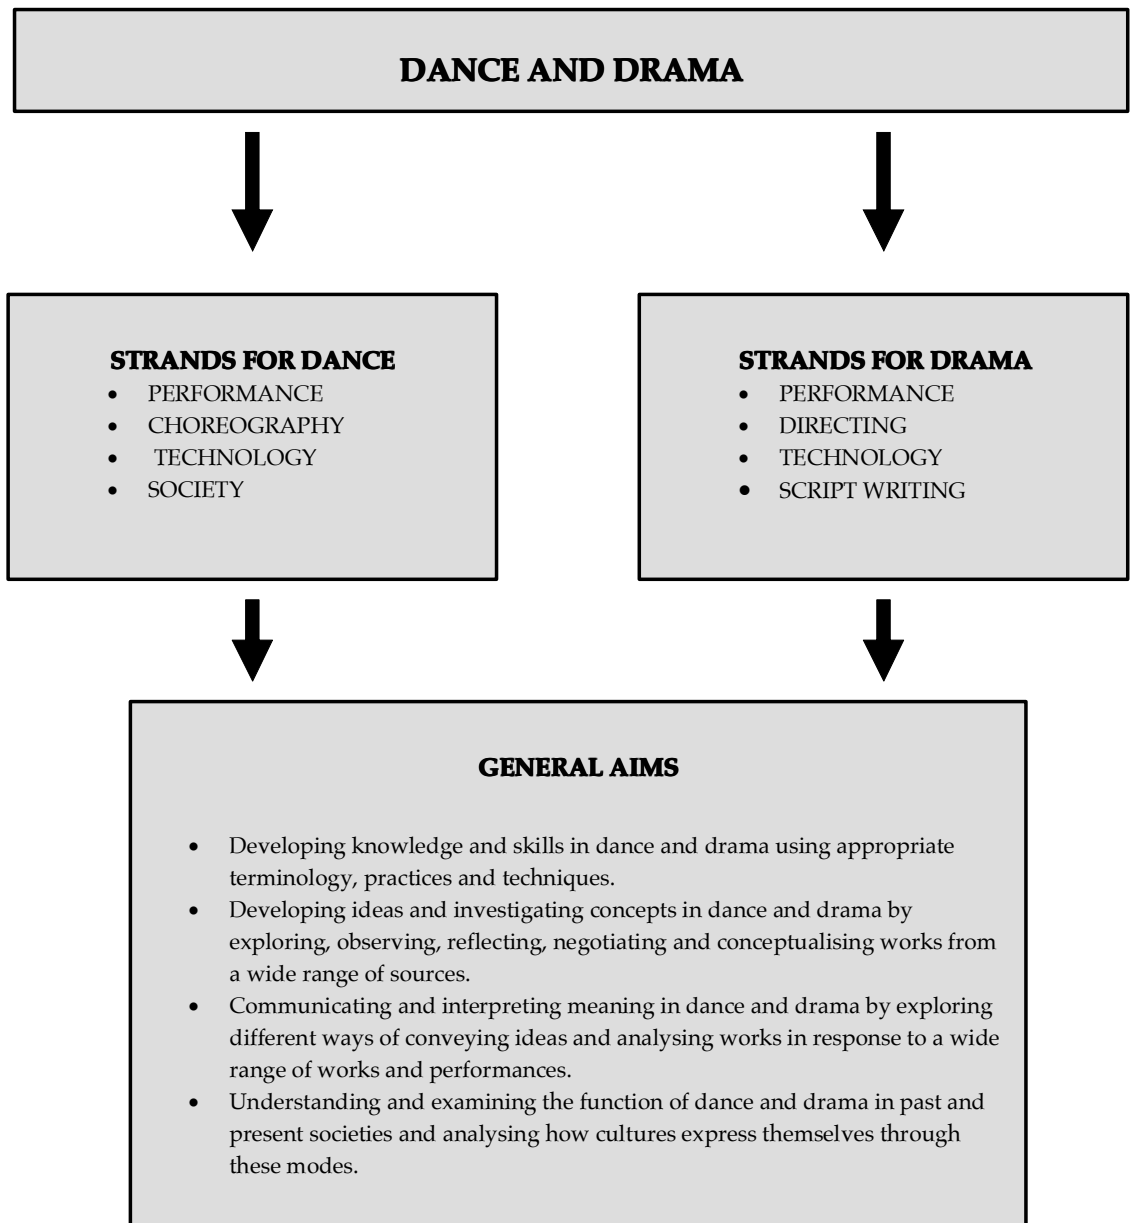 DANCE AND DRAMA
STRANDS FOR DANCE
• PERFORMANCE
• CHOREOGRAPHY
• TECHNOLOGY
• SOCIETY
STRANDS FOR DRAMA
• PERFORMANCE
• DIRECTING
• TECHNOLOGY
• SCRIPT WRITING
GENERAL AIMS
• Developing knowledge and skills in dance and drama using appropriate
terminology, practices and techniques.
• Developing ideas and investigating concepts in dance and drama by
exploring, observing, reflecting, negotiating and conceptualising works from
a wide range of sources.
• Communicating and interpreting meaning in dance and drama by exploring
different ways of conveying ideas and analysing works in response to a wide
range of works and performances.
• Understanding and examining the function of dance and drama in past and
present societies and analysing how cultures express themselves through
these modes.